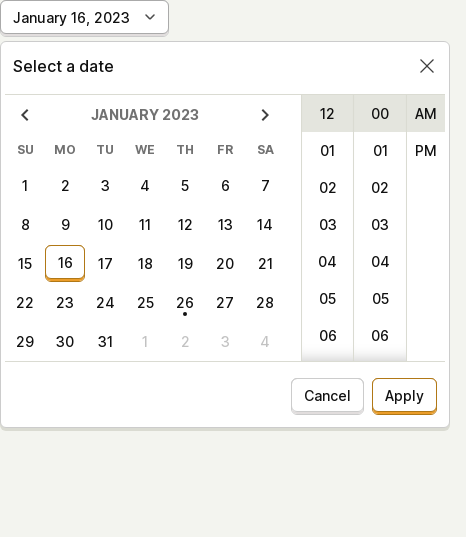 January 16, 2023
Select a date
JANUARY 2023
SU MO TU WE TH FR SA
1 2 3 4 5 6 7
8 9 10 11 12 13 14
15 16 17 18 19 20 21
22 23 24 25 26 27 28
29 30 31 1 2 3 4
12 00 AM
01 01 PM
02 02
03 03
04 04
05 05
06 06
Cancel Apply